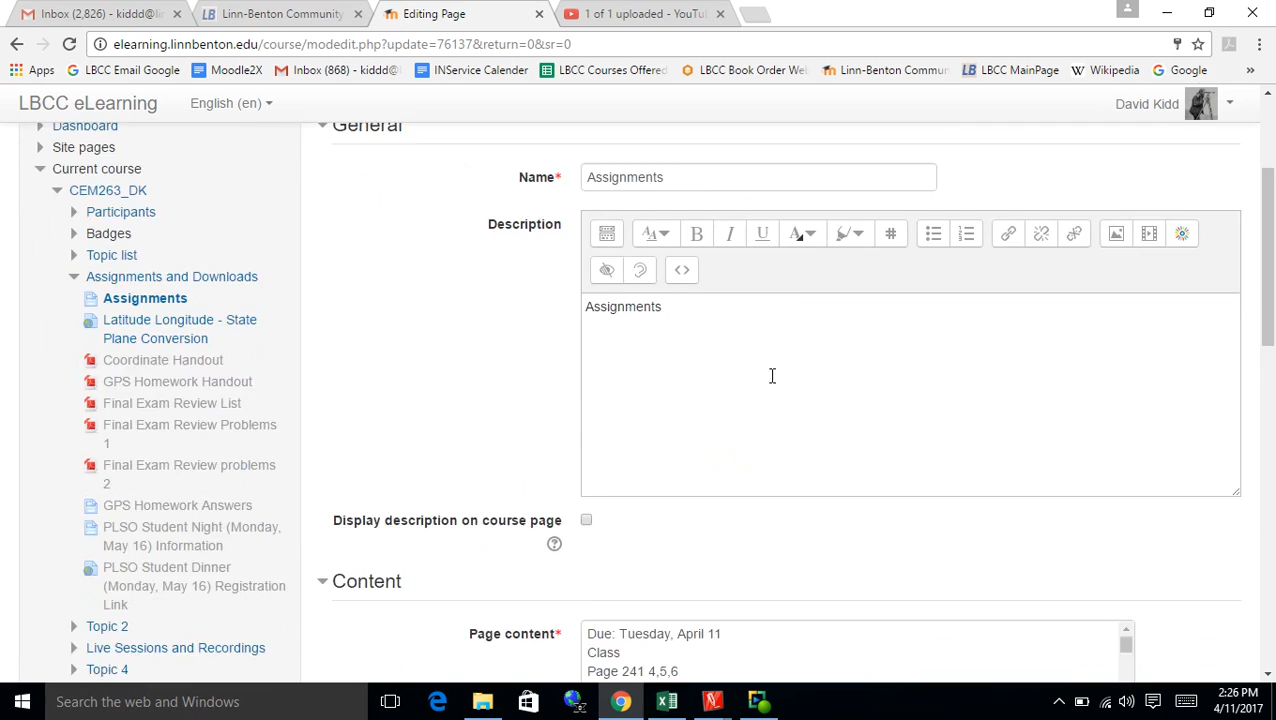 Inbox (2,826) - kiddd@li
Linn-Benton Community
Editing Page
1 of 1 uploaded - YouTu
elearning.linnbenton.edu/course/modedit.php?update=76137&return=0&sr=0
Apps
LBCC Email Google
Moodle2X
Inbox (868) - kiddd@l
INService Calender
LBCC Courses Offered
LBCC Book Order We
Linn-Benton Commun
LBCC MainPage
Wikipedia
Google
LBCC eLearning
English (en)
David Kidd
Dashboard
Site pages
Current course
CEM263_DK
Participants
Badges
Topic list
Assignments and Downloads
Assignments
Latitude Longitude - State
Plane Conversion
Coordinate Handout
GPS Homework Handout
Final Exam Review List
Final Exam Review Problems
1
Final Exam Review problems
2
GPS Homework Answers
PLSO Student Night (Monday,
May 16) Information
PLSO Student Dinner
(Monday, May 16) Registration
Link
Topic 2
Live Sessions and Recordings
Topic 4
General
Name*
Assignments
Description
Assignments
Display description on course page
Content
Page content*
Due: Tuesday, April 11
Class
Page 241 4,5,6
Search the web and Windows
2:26 PM
4/11/2017